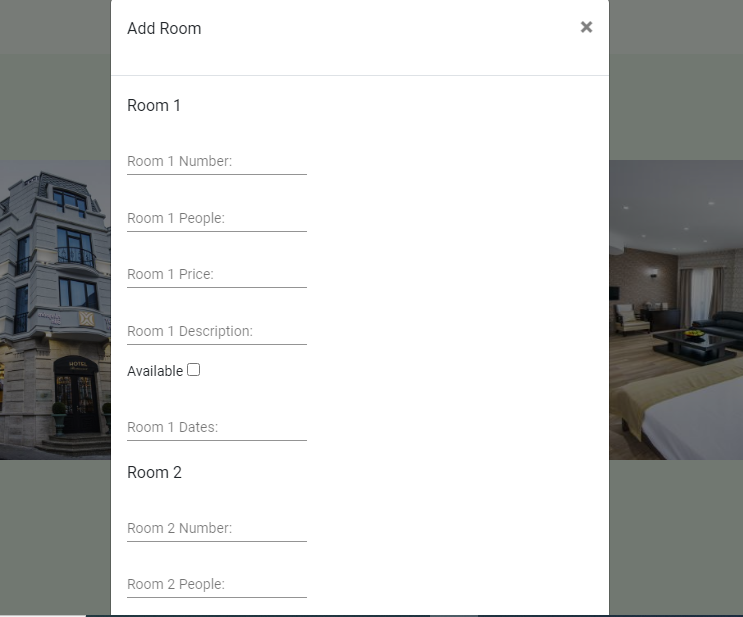 Add Room
×
Room 1
Room 1 Number:
Room 1 People:
Room 1 Price:
Room 1 Description:
Available
Room 1 Dates:
Room 2
Room 2 Number:
Room 2 People:
HOTEL